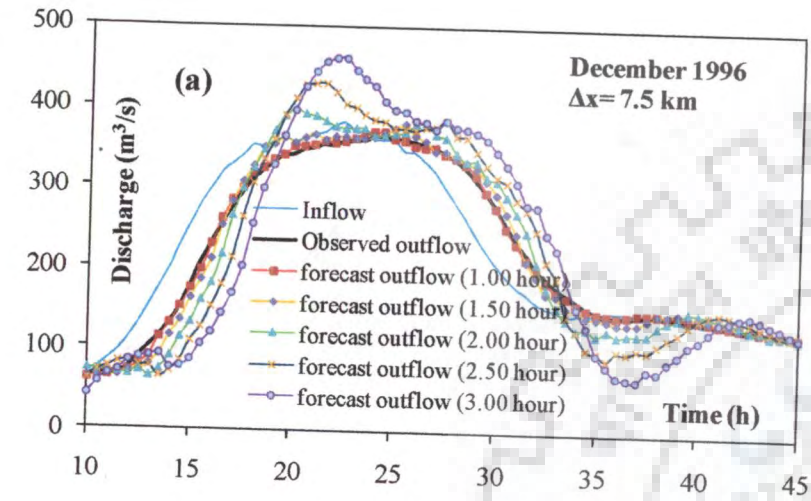 500
400
300
200
100
0
Discharge (m³/s)
(a)
December 1996
Δx= 7.5 km
Inflow
Observed outflow
forecast outflow (1.00 hour)
forecast outflow (1.50 hour)
forecast outflow (2.00 hour)
forecast outflow (2.50 hour)
forecast outflow (3.00 hour)
Time (h)
10 15 20 25 30 35 40 45